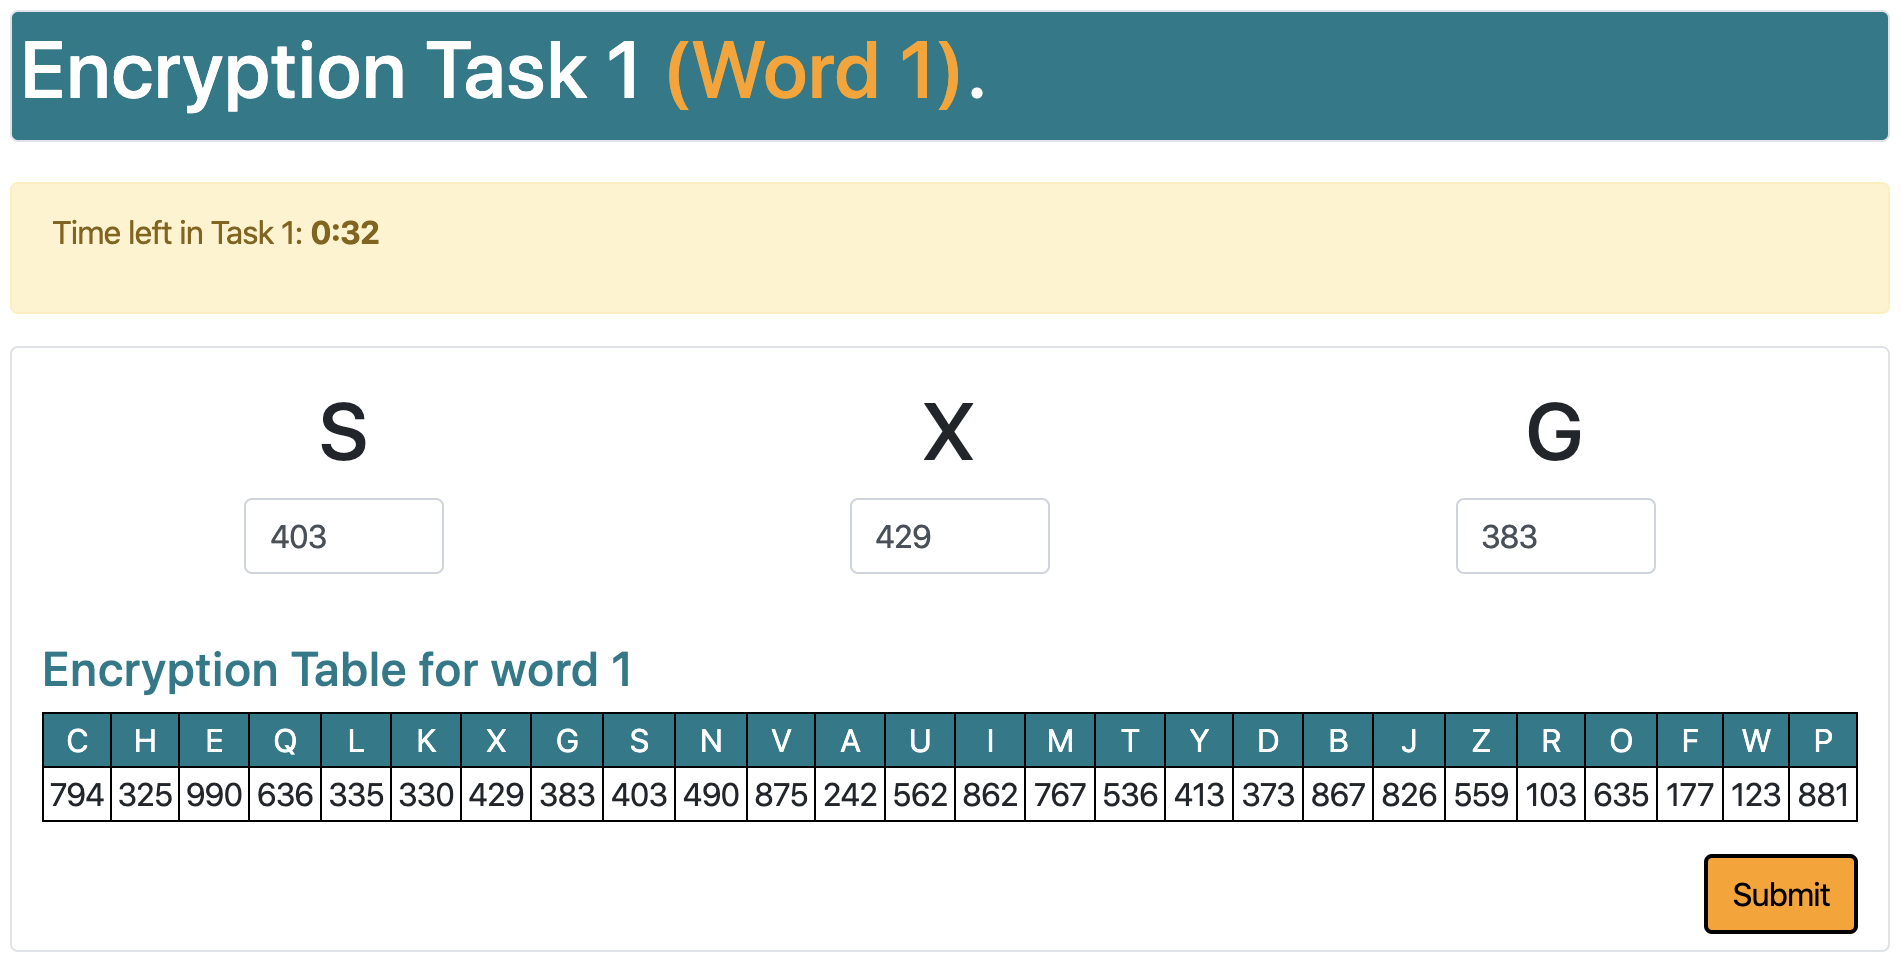 Encryption Task 1 (Word 1).
Time left in Task 1: 0:32
S X G
403 429 383
Encryption Table for word 1
C H E Q L K X G S N V A U I M T Y D B J Z R O F W P
794 325 990 636 335 330 429 383 403 490 875 242 562 862 767 536 413 373 867 826 559 103 635 177 123 881
Submit